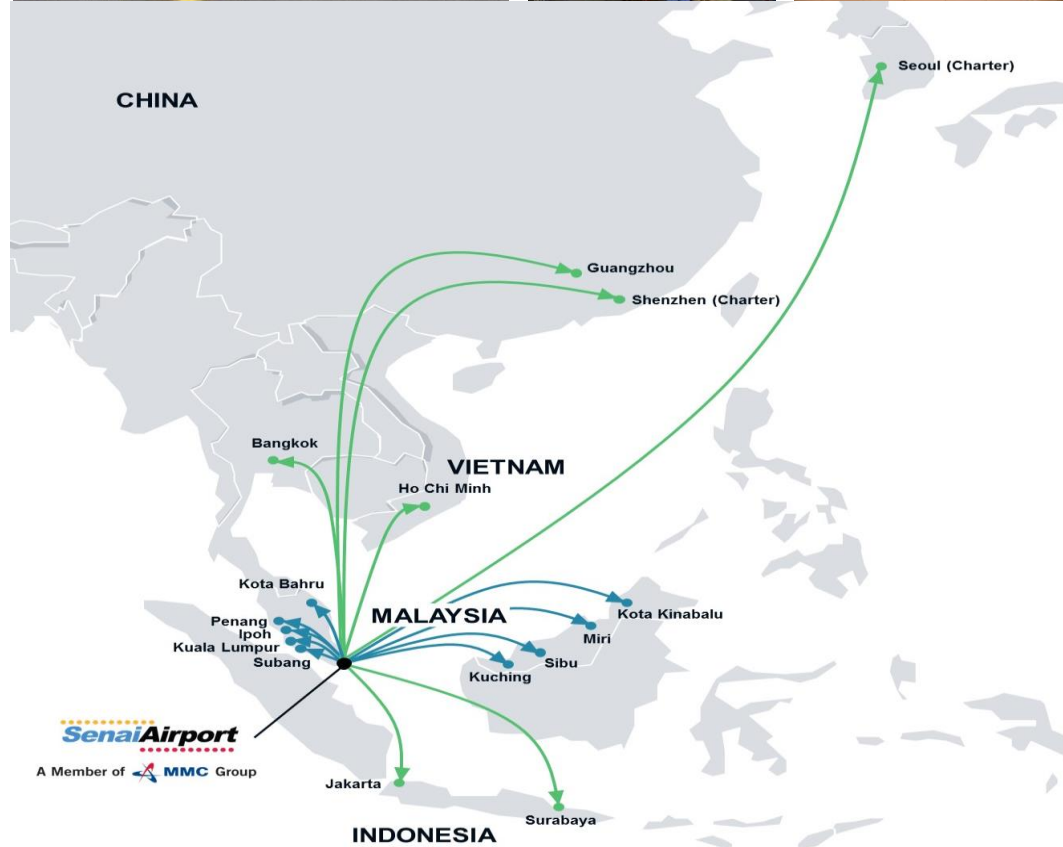 Seoul (Charter)
CHINA
Guangzhou
Shenzhen (Charter)
Bangkok
VIETNAM
Ho Chi Minh
Kota Bahru
MALAYSIA
Kota Kinabalu
Penang
Ipoh
Miri
Kuala Lumpur
Subang
Sibu
Kuching
SenaiAirport
A Member of MMC Group
Jakarta
Surabaya
INDONESIA